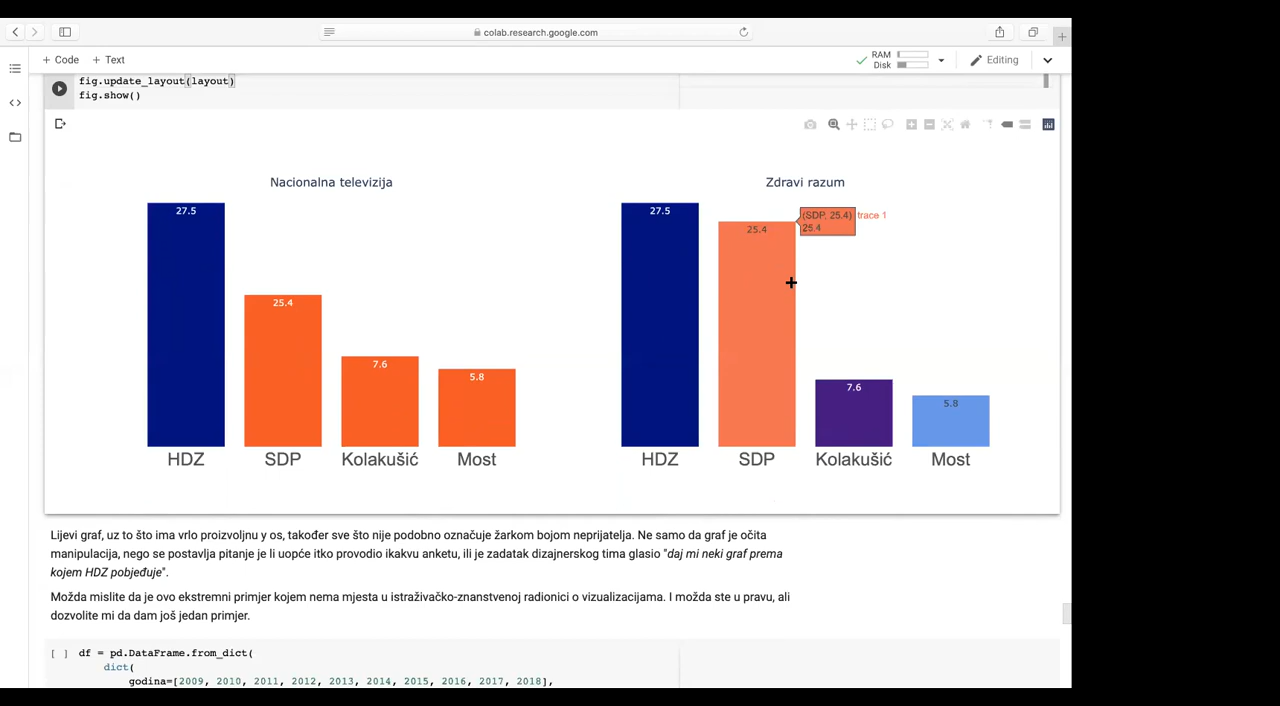 colab.research.google.com
+ Code + Text
RAM
Disk
Editing
fig.update_layout(layout)
fig.show()
Nacionalna televizija
27.5
25.4
7.6
5.8
HDZ SDP Kolakušić Most
Zdravi razum
27.5
25.4
(SDP, 25.4) trace 1
25.4
7.6
5.8
HDZ SDP Kolakušić Most
Lijevi graf, uz to što ima vrlo proizvoljnu y os, također sve što nije podobno označuje žarkom bojom neprijatelja. Ne samo da graf je očita
manipulacija, nego se postavlja pitanje je li uopće itko provodio ikakvu anketu, ili je zadatak dizajnerskog tima glasio "daj mi neki graf prema
kojem HDZ pobjeđuje".
Možda mislite da je ovo ekstremni primjer kojem nema mjesta u istraživačko-znanstvenoj radionici o vizualizacijama. I možda ste u pravu, ali
dozvolite mi da dam još jedan primjer.
[ ] df = pd.DataFrame.from_dict(
dict(
godina=[2009, 2010, 2011, 2012, 2013, 2014, 2015, 2016, 2017, 2018],